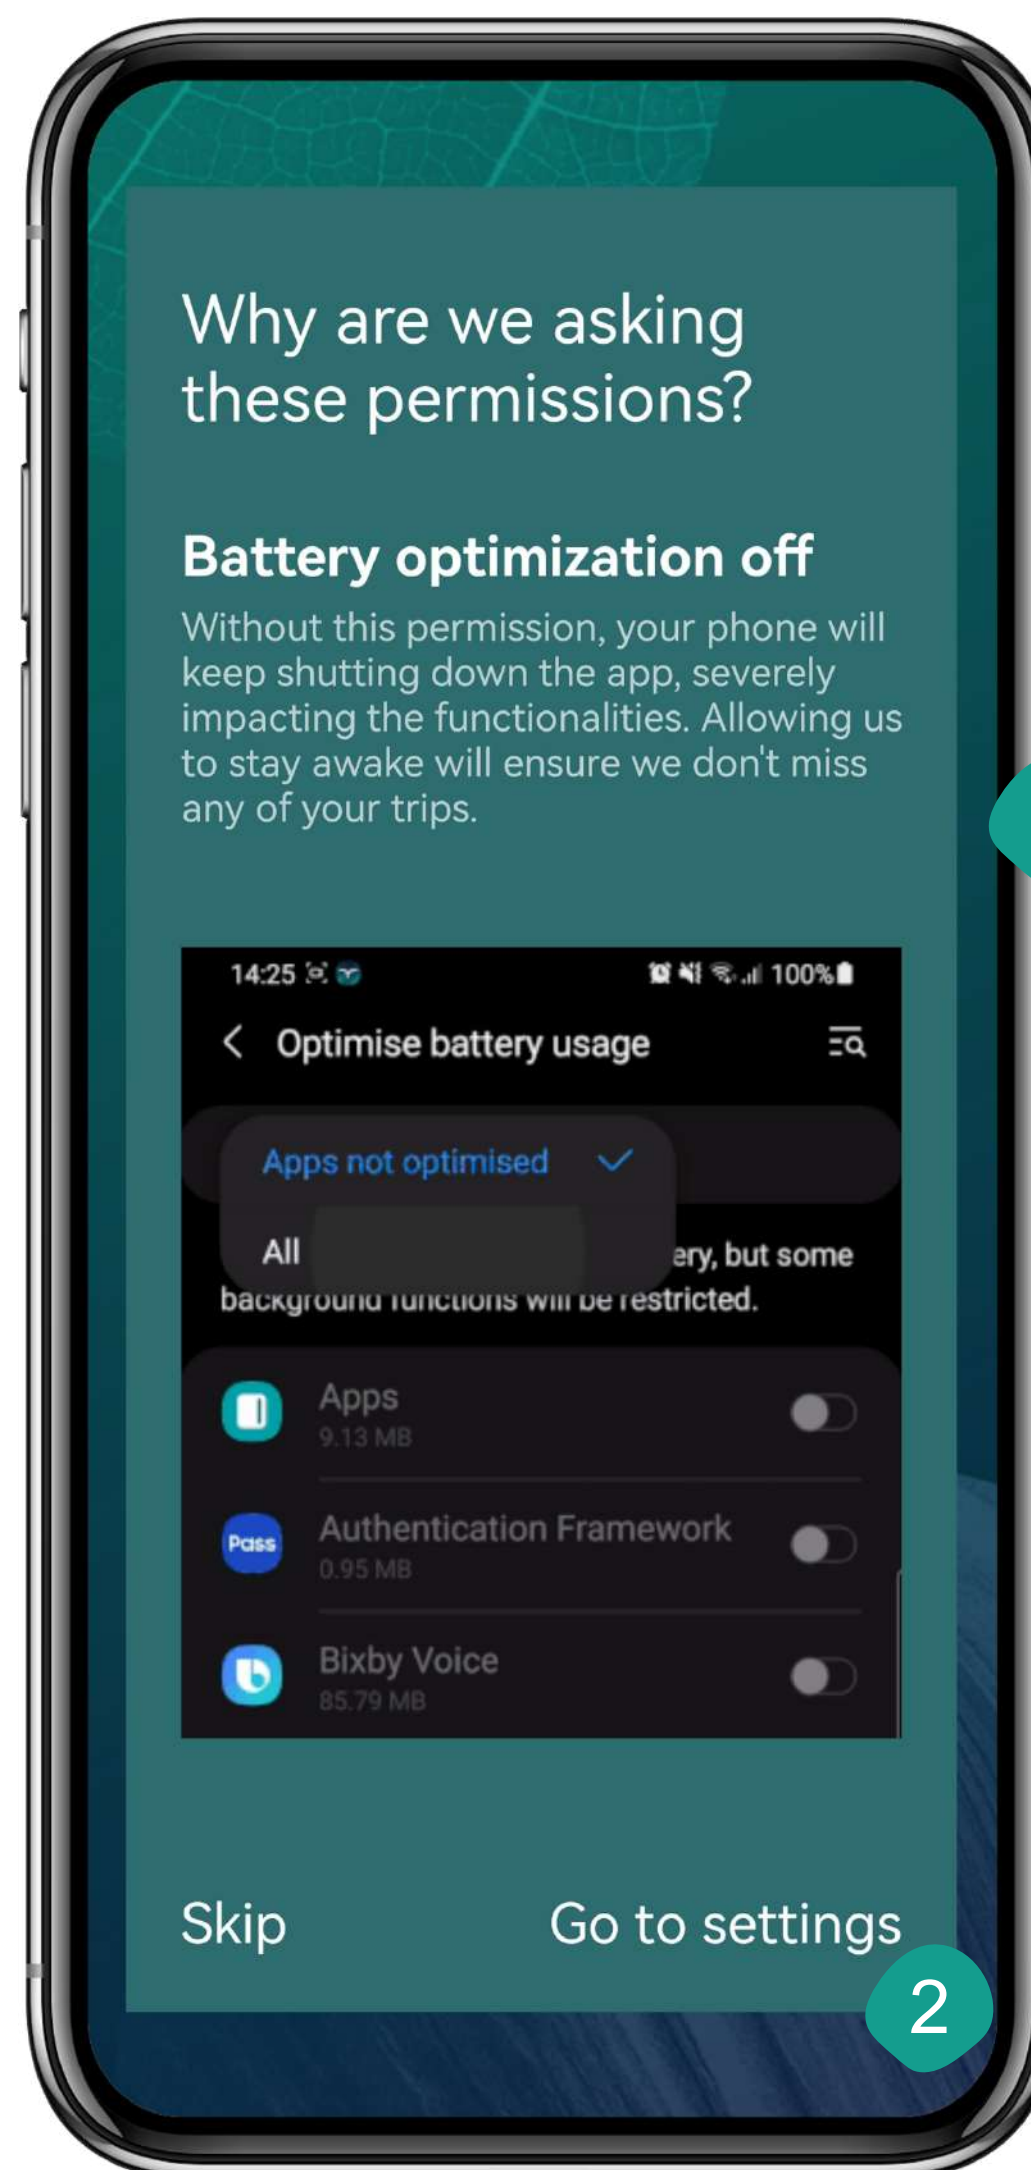 Why are we asking
these permissions?
Battery optimization off
Without this permission, your phone will
keep shutting down the app, severely
impacting the functionalities. Allowing us
to stay awake will ensure we don't miss
any of your trips.
14:25 100%
Optimise battery usage
Apps not optimised
All
ery, but some
background functions will be restricted.
Apps
9.13 MB
Pass
Authentication Framework
0.95 MB
Bixby Voice
85.79 MB
Skip Go to settings
2